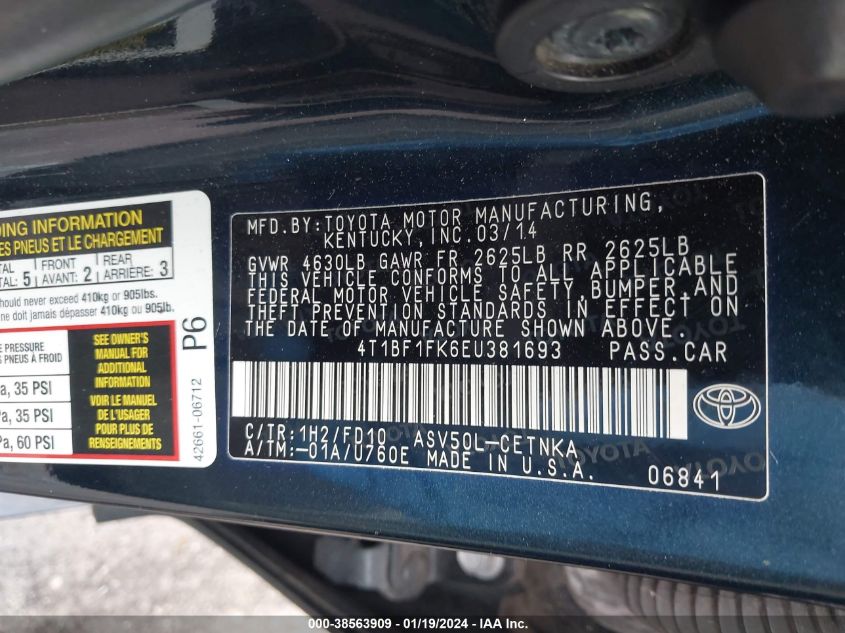 DING INFORMATION
ES PNEUS ET LE CHARGEMENT
TAL 5 FRONT 2 REAR 3
TAL: AVANT: ARRIÈRE:
hould never exceed 410kg or 905lbs.
ne doit jamais dépasser 410kg ou 905lb.
E PRESSURE
PNEUS À FROID
a, 35 PSI
Pa, 35 PSI
Pa, 60 PSI
SEE OWNER'S
MANUAL FOR
ADDITIONAL
INFORMATION
VOIR LE MANUEL
DE L'USAGER
POUR PLUS DE
RENSEIGNEMENTS
P6
42661-06712
MFD. BY: TOYOTA MOTOR MANUFACTURING,
KENTUCKY, INC. 03/14
GVWR 4630LB GAWR FR 2625LB RR 2625LB
THIS VEHICLE CONFORMS TO ALL APPLICABLE
FEDERAL MOTOR VEHICLE SAFETY, BUMPER, AND
THEFT PREVENTION STANDARDS IN EFFECT ON
THE DATE OF MANUFACTURE SHOWN ABOVE.
4T1BF1FK6EU381693 PASS. CAR
C/TR:1H2/FD10 ASV50L-CETNKA
A/TM:-01A/U760E MADE IN U.S.A.
06841
000-38563909 - 01/19/2024 - IAA Inc.